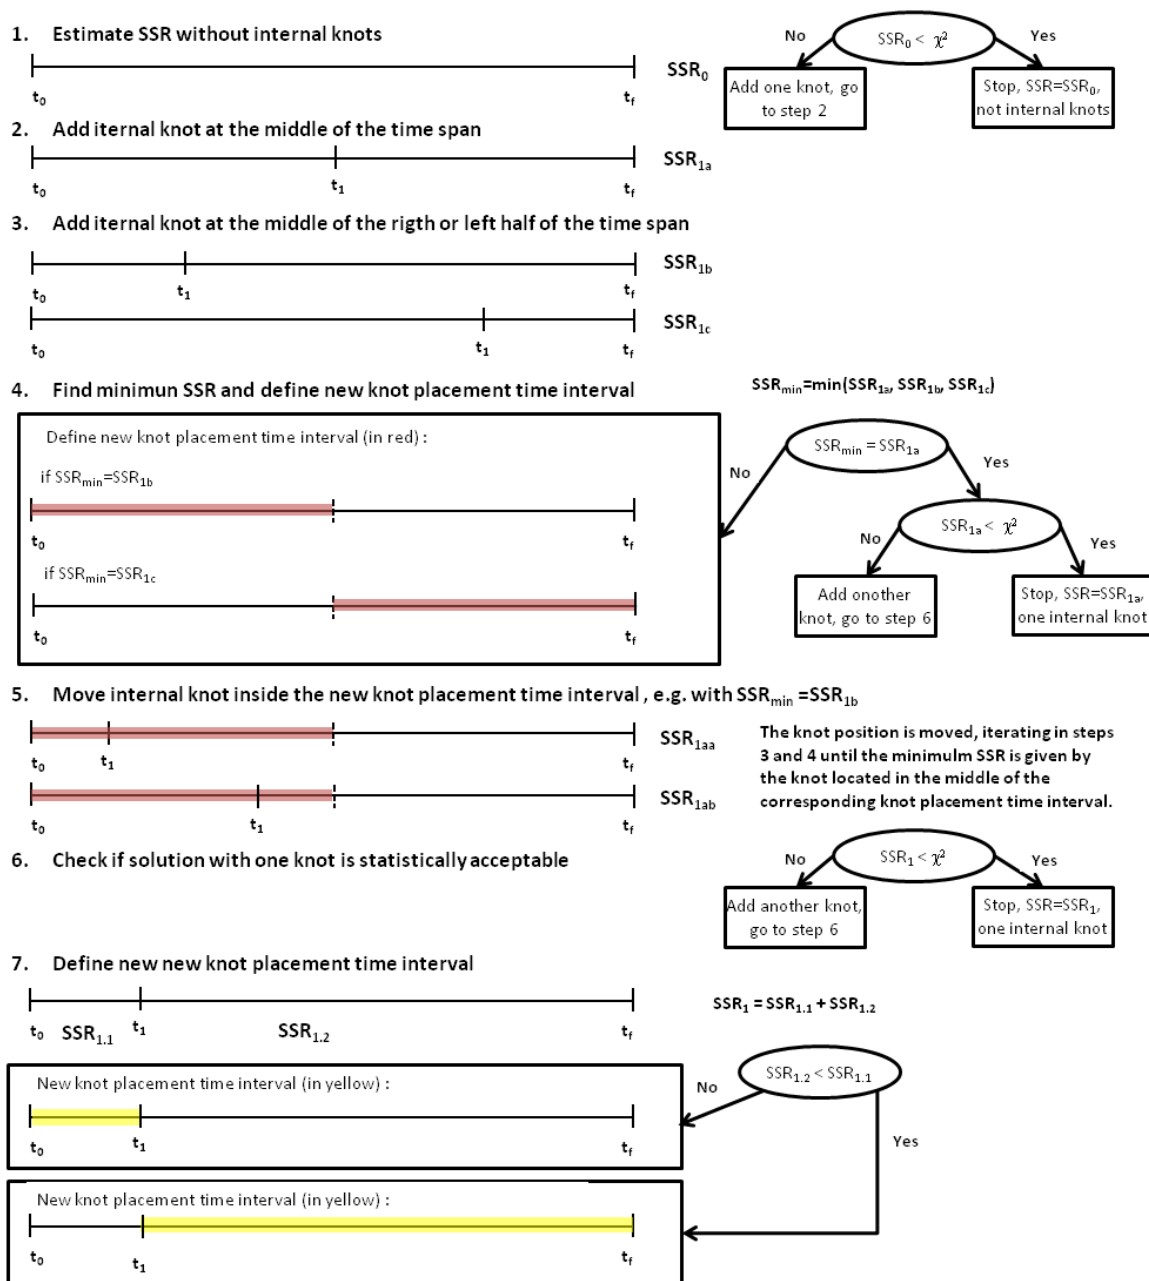 1. Estimate SSR without internal knots
t0
tf
SSR0
SSR0 < χ²
No
Yes
Add one knot, go
to step 2
Stop, SSR=SSR0,
not internal knots
2. Add iternal knot at the middle of the time span
t0
t1
tf
SSR1a
3. Add iternal knot at the middle of the rigth or left half of the time span
t0
t1
tf
SSR1b
t0
t1
tf
SSR1c
4. Find minimun SSR and define new knot placement time interval
SSRmin=min(SSR1a, SSR1b, SSR1c)
Define new knot placement time interval (in red) :
if SSRmin=SSR1b
t0
tf
if SSRmin=SSR1c
t0
tf
SSRmin = SSR1a
No
Yes
SSR1a < χ²
No
Yes
Add onother
knot, go to step 6
Stop, SSR=SSR1a,
one internal knot
5. Move internal knot inside the new knot placement time interval , e.g. with SSRmin =SSR1b
t0
t1
tf
SSR1aa
t0
t1
tf
SSR1ab
The knot position is moved, iterating in steps
3 and 4 until the minimulm SSR is given by
the knot located in the middle of the
corresponding knot placement time interval.
6. Check if solution with one knot is statistically acceptable
SSR1 < χ²
No
Yes
Add another knot,
go to step 6
Stop, SSR=SSR1,
one internal knot
7. Define new new knot placement time interval
t0
SSR1.1
t1
SSR1.2
tf
SSR1 = SSR1.1 + SSR1.2
SSR1.2 < SSR1.1
No
Yes
New knot placement time interval (in yellow) :
t0
t1
tf
New knot placement time interval (in yellow) :
t0
t1
tf